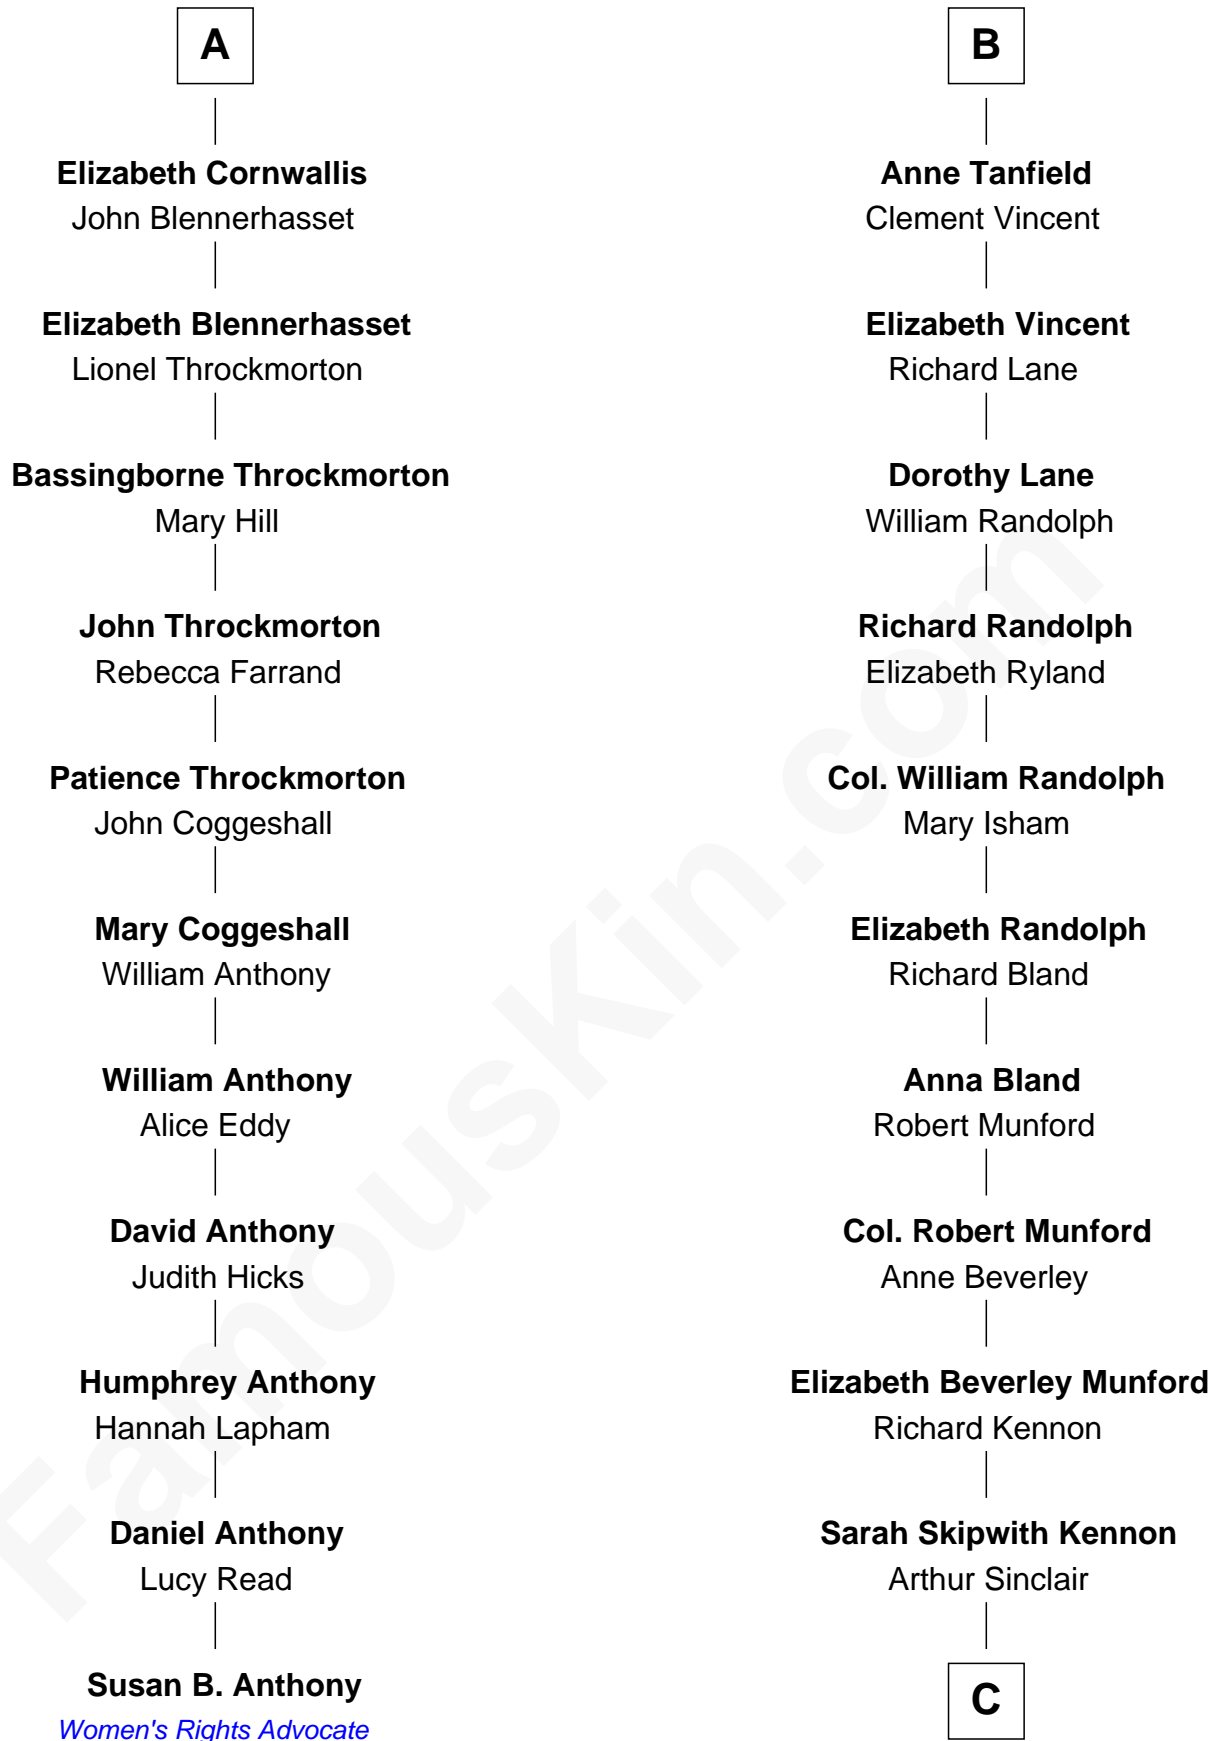 A
Elizabeth Cornwallis
John Blennerhasset
Elizabeth Blennerhasset
Lionel Throckmorton
Bassingborne Throckmorton
Mary Hill
John Throckmorton
Rebecca Farrand
Patience Throckmorton
John Coggeshall
Mary Coggeshall
William Anthony
William Anthony
Alice Eddy
David Anthony
Judith Hicks
Humphrey Anthony
Hannah Lapham
Daniel Anthony
Lucy Read
Susan B. Anthony
Women's Rights Advocate
B
Anne Tanfield
Clement Vincent
Elizabeth Vincent
Richard Lane
Dorothy Lane
William Randolph
Richard Randolph
Elizabeth Ryland
Col. William Randolph
Mary Isham
Elizabeth Randolph
Richard Bland
Anna Bland
Robert Munford
Col. Robert Munford
Anne Beverley
Elizabeth Beverley Munford
Richard Kennon
Sarah Skipwith Kennon
Arthur Sinclair
C
FamousKin.com